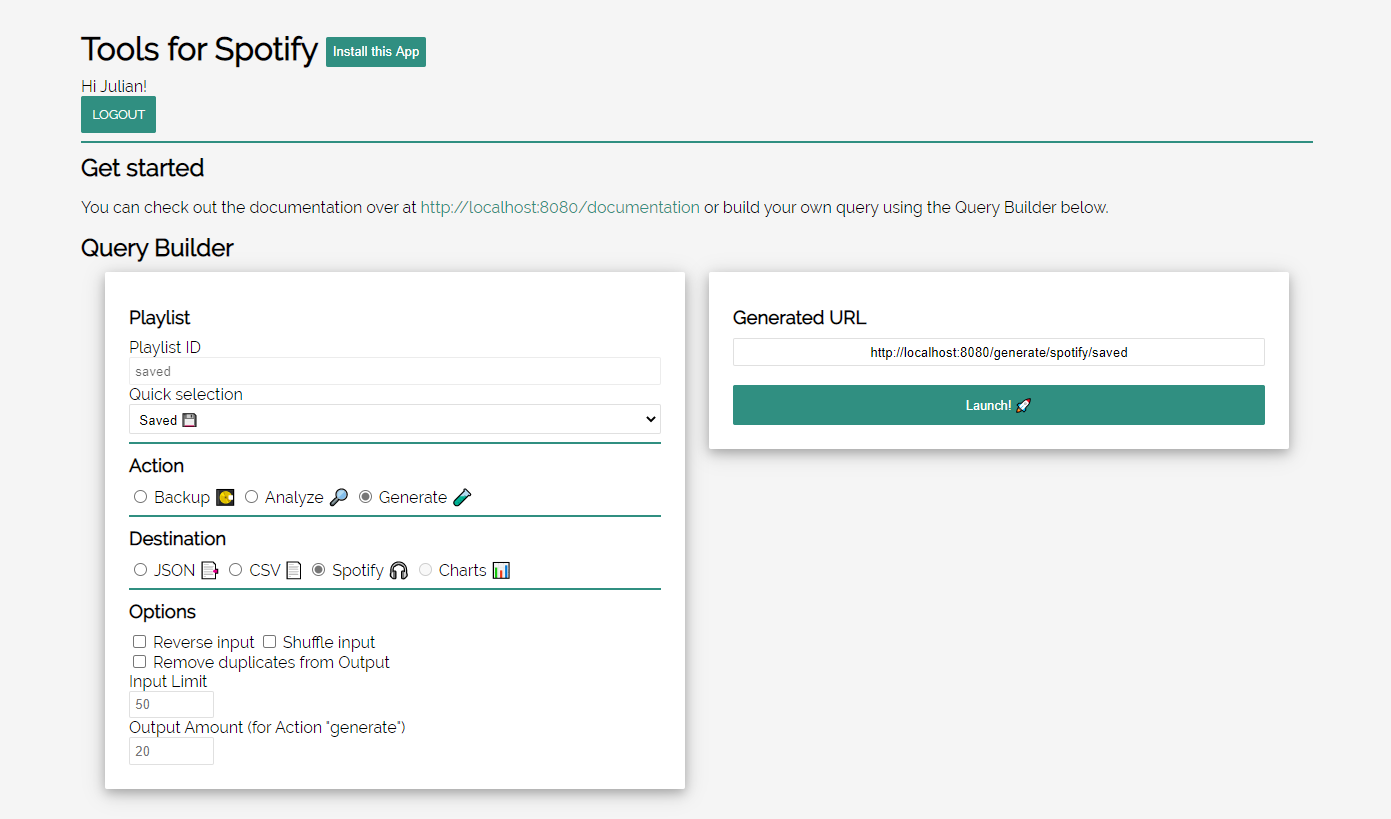 Tools for Spotify Install this App
Hi Julian!
LOGOUT
Get started
You can check out the documentation over at http://localhost:8080/documentation or build your own query using the Query Builder below.
Query Builder
Playlist
Playlist ID
saved
Quick selection
Saved 💾
Action
Backup 📀 Analyze 🔎 Generate 🧪
Destination
JSON 📑 CSV 📄 Spotify 🎧 Charts 📊
Options
Reverse input Shuffle input
Remove duplicates from Output
Input Limit
50
Output Amount (for Action "generate")
20
Generated URL
http://localhost:8080/generate/spotify/saved
Launch! 🚀